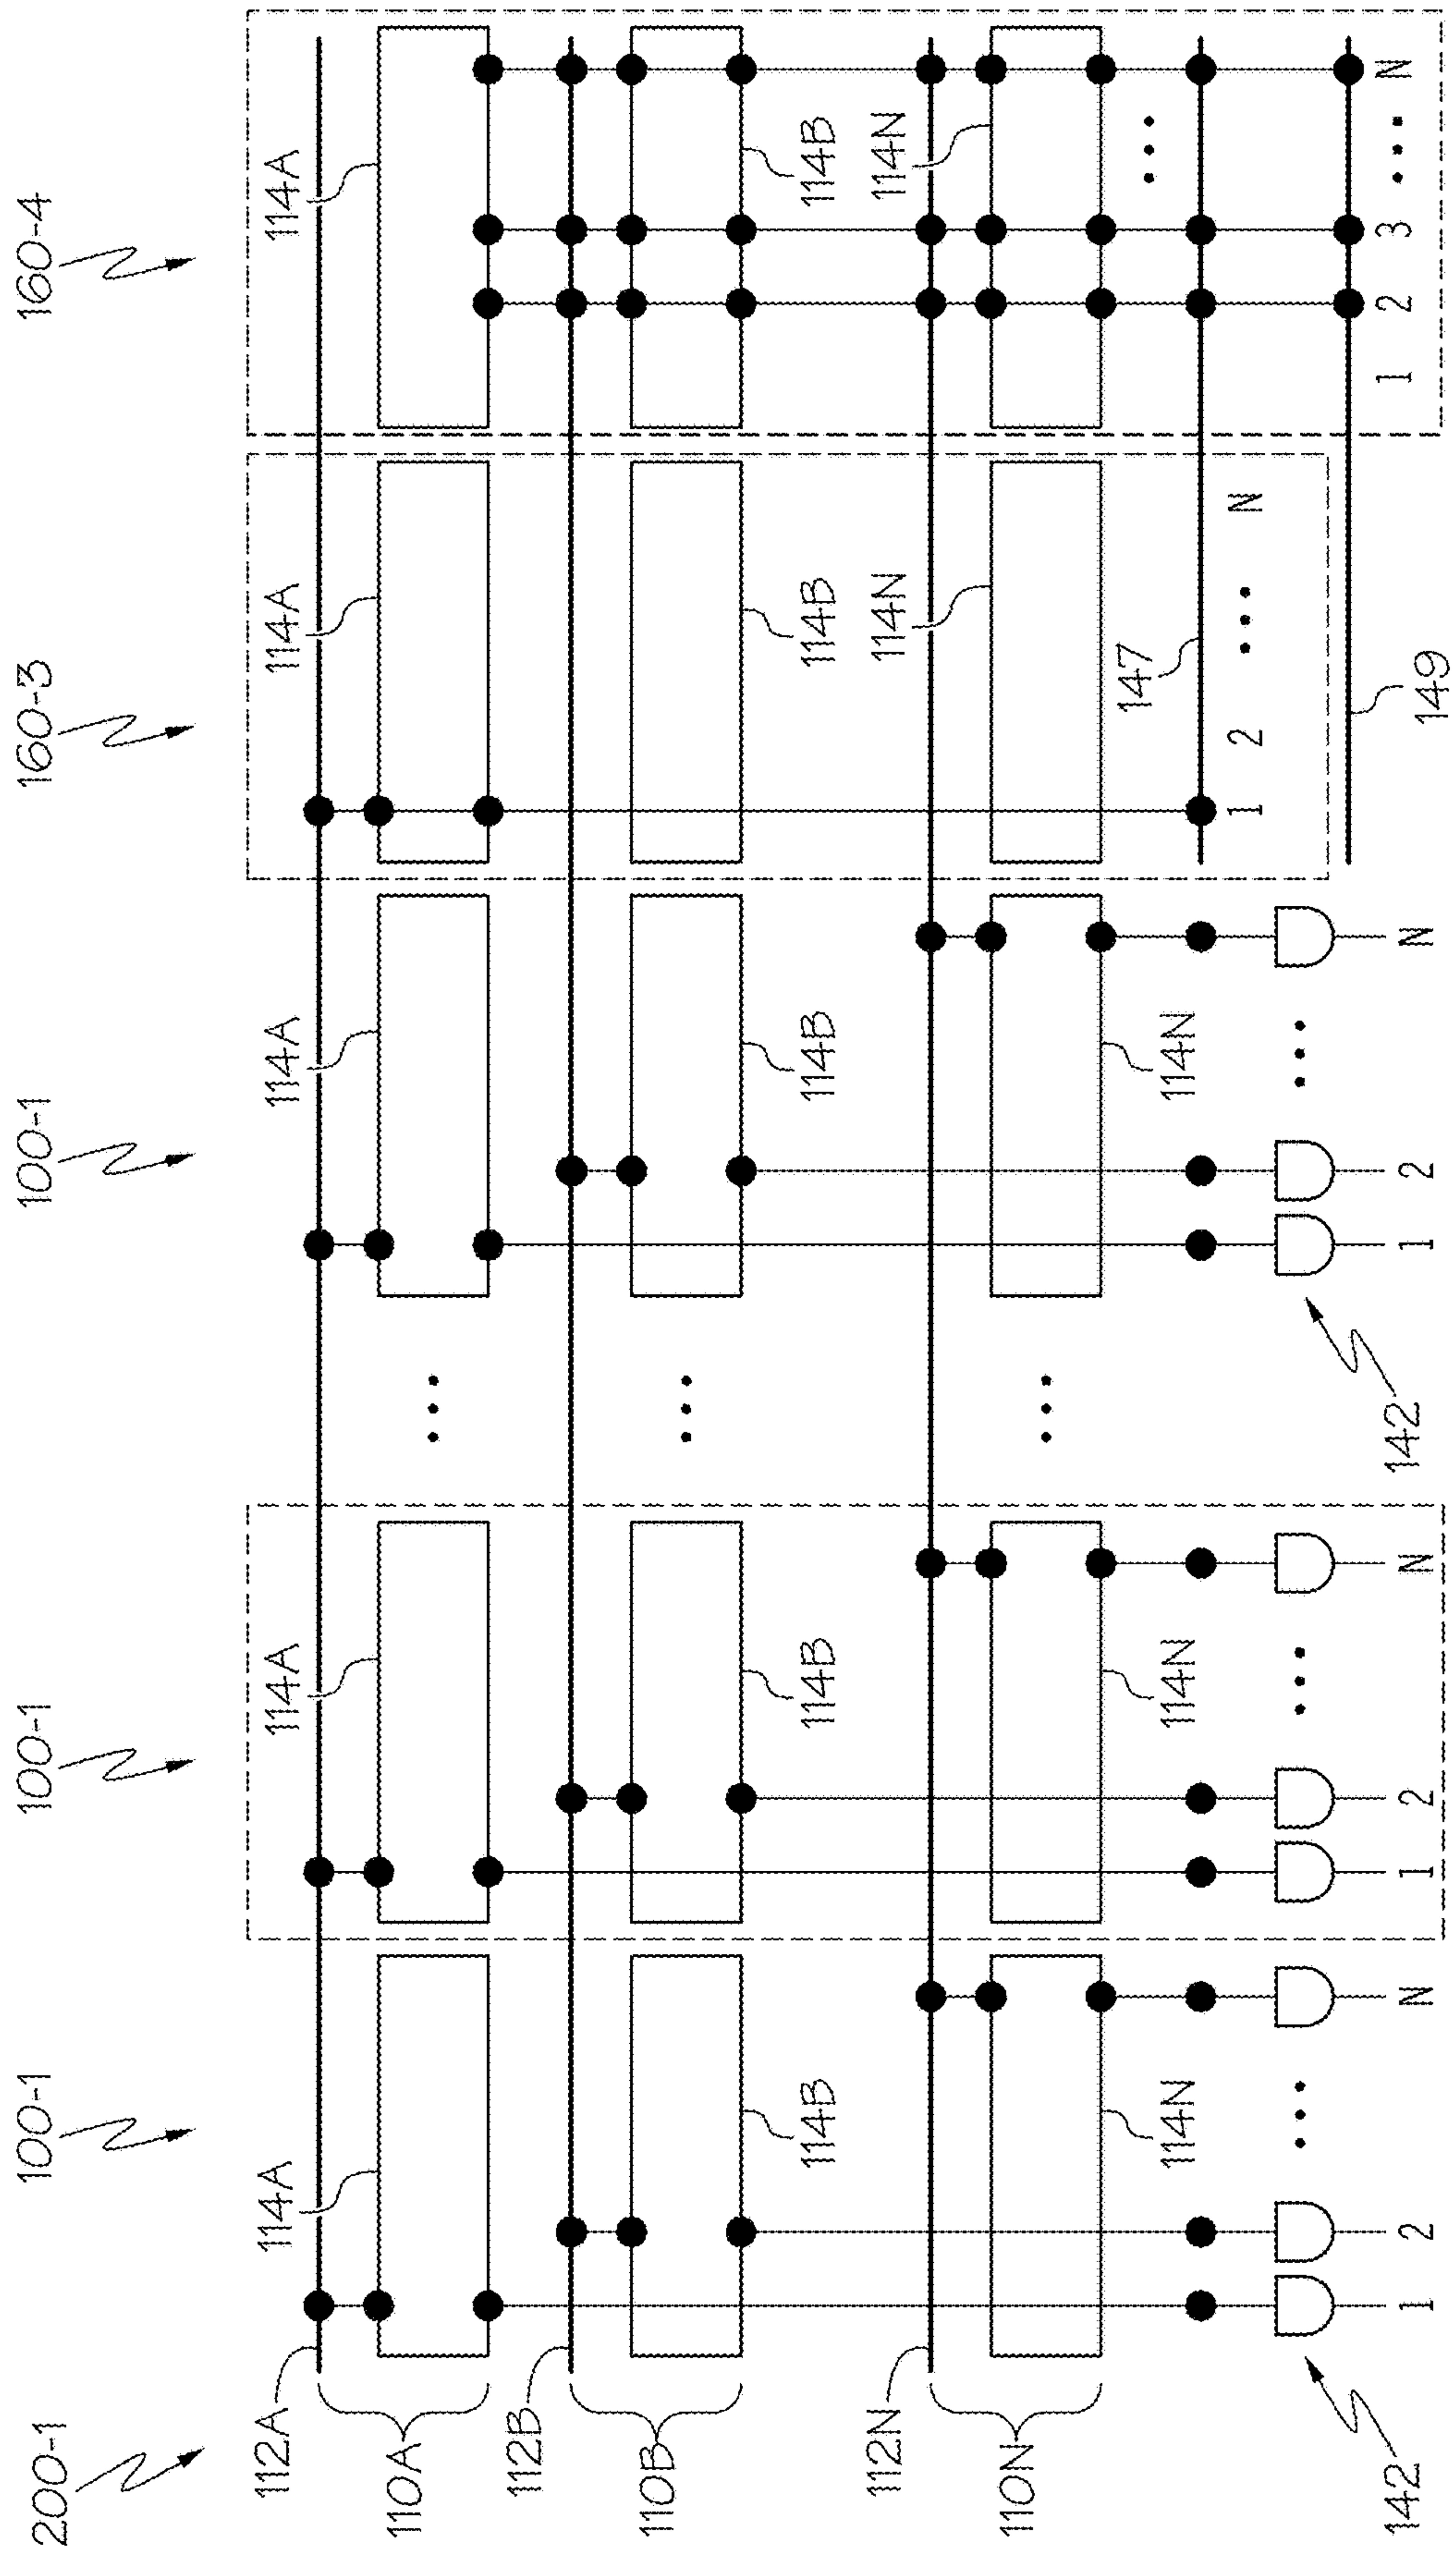 200-1 100-1 100-1 100-1 160-3 160-4
112A 114A 114A 114A 114A 114A
110A
112B
110B
114B 114B 114B 114B 114B
112N 114N 114N
110N
147
114N 114N 114N
1 2 ••• N
1 2 3 ••• N
1 2 ••• N 1 2 ••• N 1 2 ••• N
142 142 149